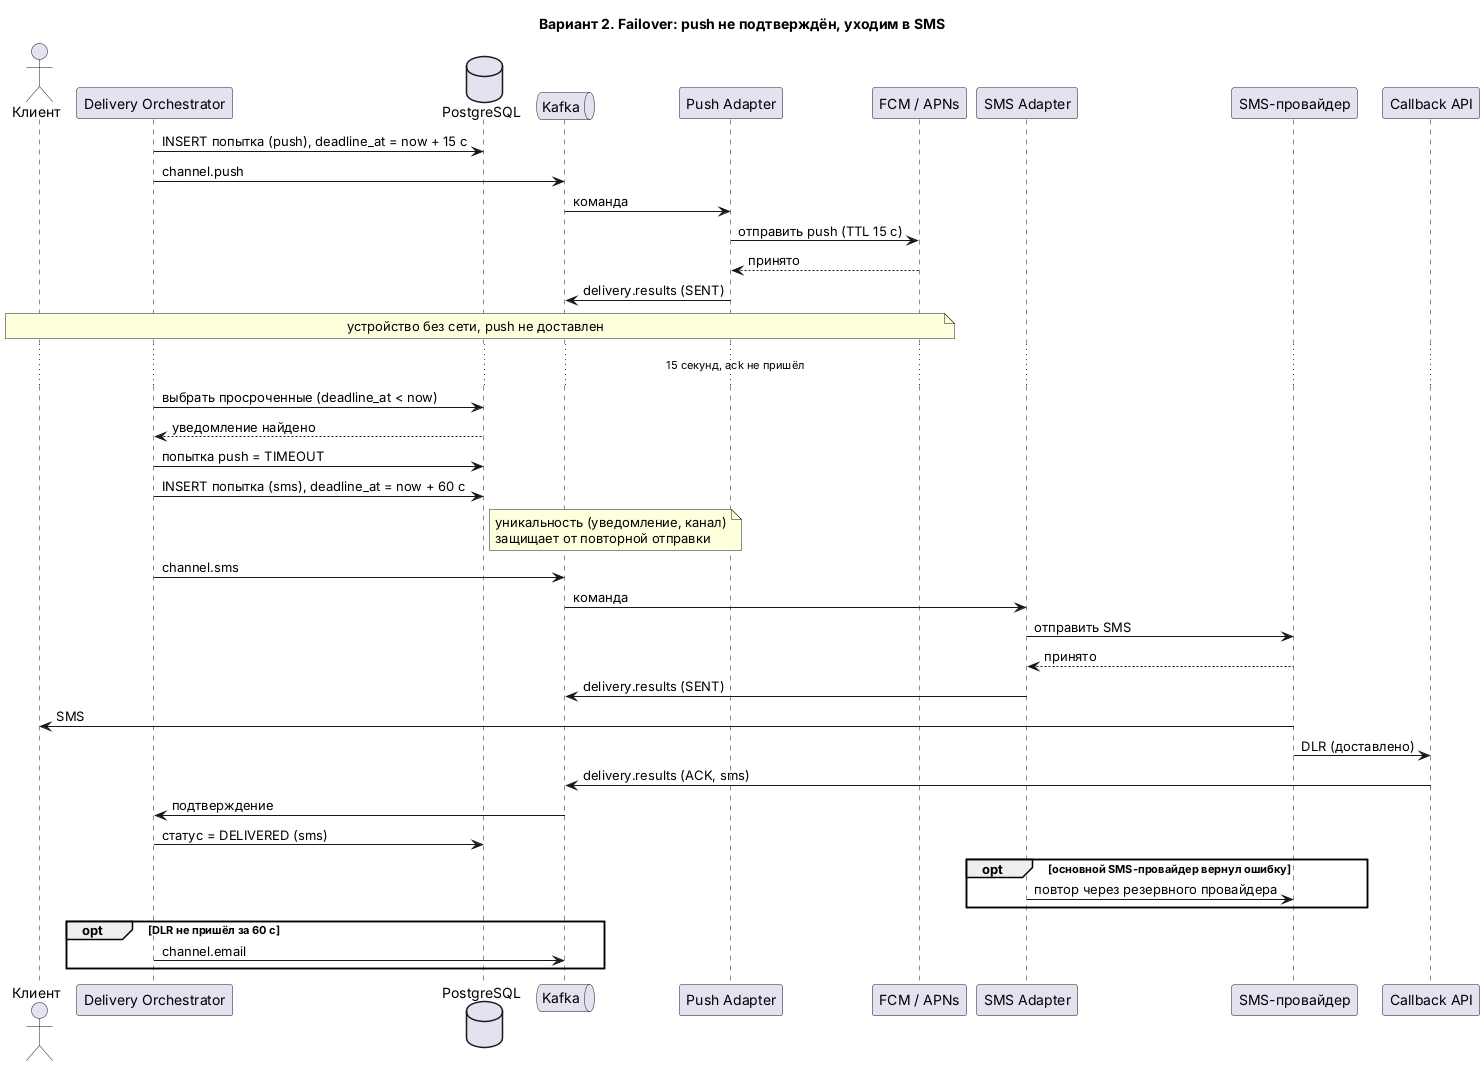 Вариант 2. Failover: push не подтверждён, уходим в SMS
Клиент
Delivery Orchestrator
PostgreSQL
Kafka
Push Adapter
FCM / APNs
SMS Adapter
SMS-провайдер
Callback API
INSERT попытка (push), deadline_at = now + 15 с
channel.push
команда
отправить push (TTL 15 с)
принято
delivery.results (SENT)
устройство без сети, push не доставлен
15 секунд, ack не пришёл
выбрать просроченные (deadline_at < now)
уведомление найдено
попытка push = TIMEOUT
INSERT попытка (sms), deadline_at = now + 60 с
уникальность (уведомление, канал)
защищает от повторной отправки
channel.sms
команда
отправить SMS
принято
delivery.results (SENT)
SMS
DLR (доставлено)
delivery.results (ACK, sms)
подтверждение
статус = DELIVERED (sms)
opt [основной SMS-провайдер вернул ошибку]
повтор через резервного провайдера
opt [DLR не пришёл за 60 с]
channel.email
Клиент
Delivery Orchestrator
PostgreSQL
Kafka
Push Adapter
FCM / APNs
SMS Adapter
SMS-провайдер
Callback API